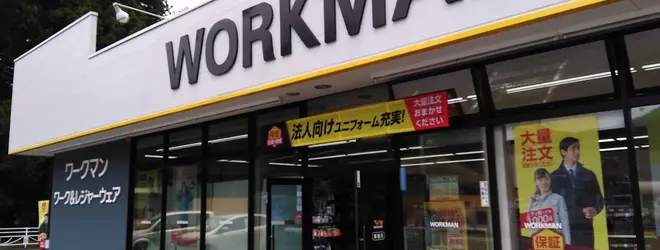 WORKMA
法人向けユニフォーム充実!
大量注文
おまかせ
ください
ワークマン
ワーク&レジャーウェア
大量
注文
WORKMAN
保証
WORKMAN